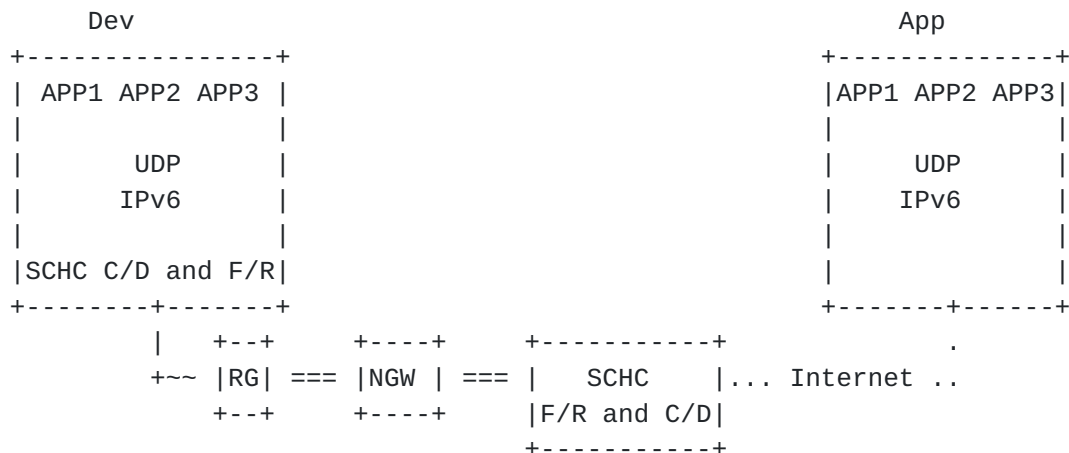 Dev App
APP1 APP2 APP3 APP1 APP2 APP3
UDP UDP
IPv6 IPv6
SCHC C/D and F/R
RG === NGW === SCHC ... Internet ..
F/R and C/D